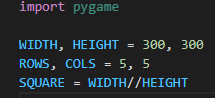 import pygame
WIDTH, HEIGHT = 300, 300
ROWS, COLS = 5, 5
SQUARE = WIDTH//HEIGHT